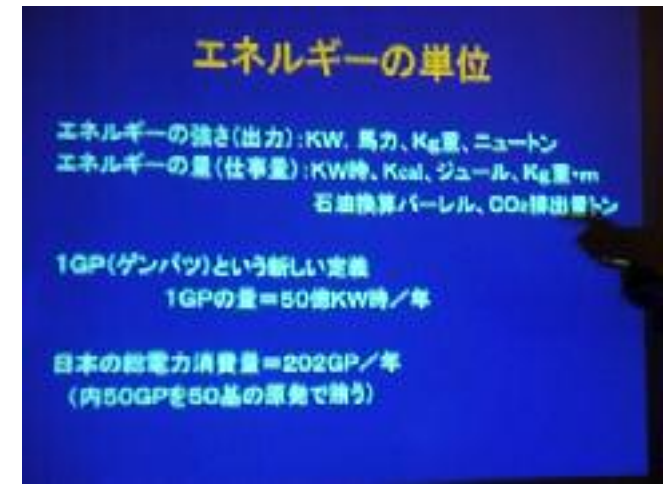 エネルギーの単位
エネルギーの強さ(出力):KW, 馬力、Kg重、ニュートン
エネルギーの量(仕事量):KW時、Kcal、ジュール、Kg重・m
石油換算バーレル、CO₂排出量トン
1GP(ゲンパツ)という新しい定義
1GPの量=50億KW時/年
日本の総電力消費量=202GP/年
(内50GPを50基の原発で賄う)